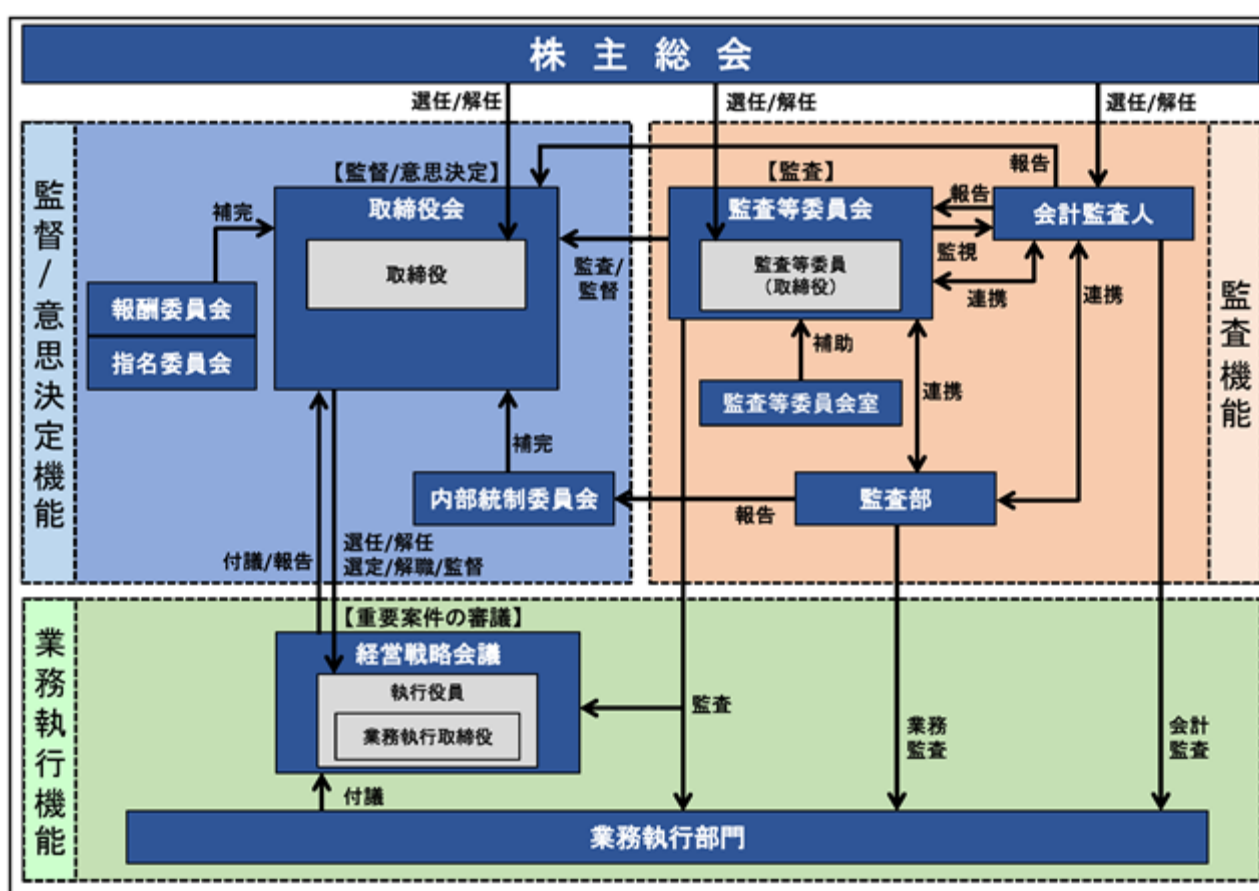 株主総会
選任/解任
選任/解任
選任/解任
監督/意思決定機能
【監督/意思決定】
取締役会
取締役
補完
報酬委員会
指名委員会
監査/
監督
補完
内部統制委員会
付議/報告
選任/解任
選定/解職/監督
監査機能
【監査】
監査等委員会
監査等委員
（取締役）
報告
報告
会計監査人
監視
連携
連携
補助
監査等委員会室
連携
報告
監査部
業務執行機能
【重要案件の審議】
経営戦略会議
執行役員
業務執行取締役
監査
業務
監査
会計
監査
付議
業務執行部門